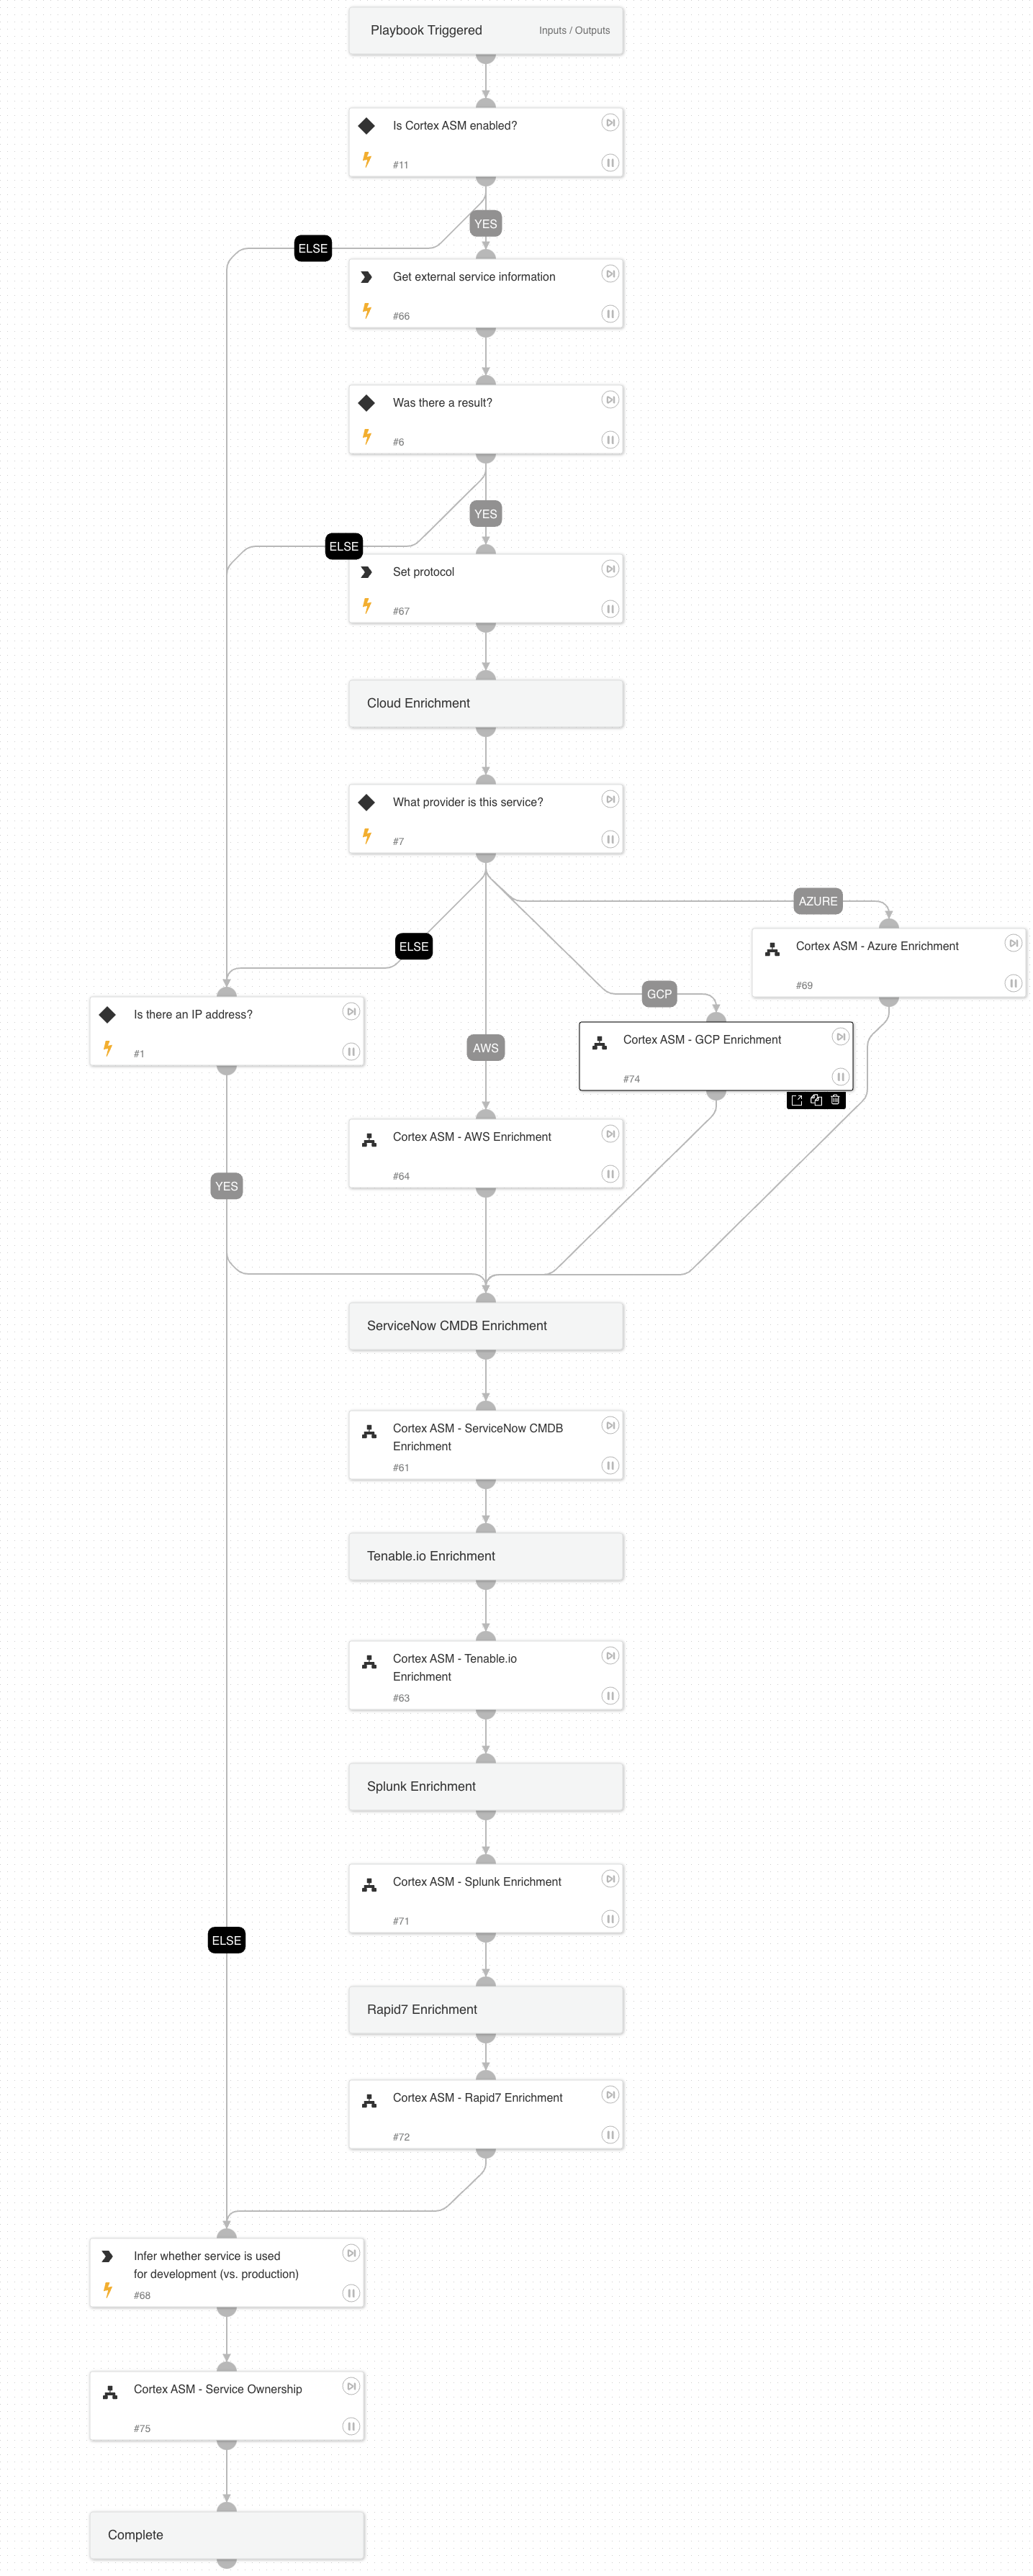 Playbook Triggered Inputs / Outputs
Is Cortex ASM enabled?
#11
YES
ELSE
Get external service information
#66
Was there a result?
#6
YES
ELSE
Set protocol
#67
Cloud Enrichment
What provider is this service?
#7
AZURE
ELSE
Cortex ASM - Azure Enrichment
#69
GCP
Is there an IP address?
#1
Cortex ASM - GCP Enrichment
#74
AWS
Cortex ASM - AWS Enrichment
#64
YES
ServiceNow CMDB Enrichment
Cortex ASM - ServiceNow CMDB
Enrichment
#61
Tenable.io Enrichment
Cortex ASM - Tenable.io
Enrichment
#63
Splunk Enrichment
Cortex ASM - Splunk Enrichment
#71
ELSE
Rapid7 Enrichment
Cortex ASM - Rapid7 Enrichment
#72
Infer whether service is used
for development (vs. production)
#68
Cortex ASM - Service Ownership
#75
Complete